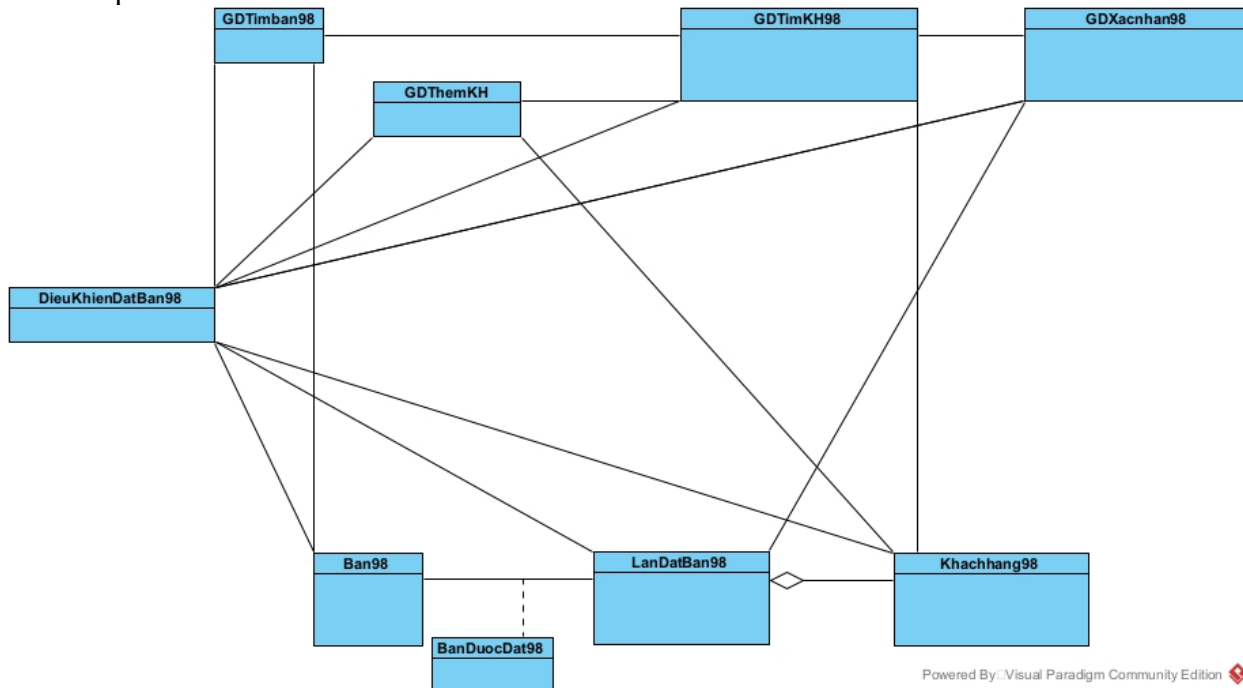 GDTimban98
GDTimKH98
GDXacnhan98
GDThemKH
DieuKhienDatBan98
Ban98
LanDatBan98
Khachhang98
BanDuocDat98
Powered By Visual Paradigm Community Edition